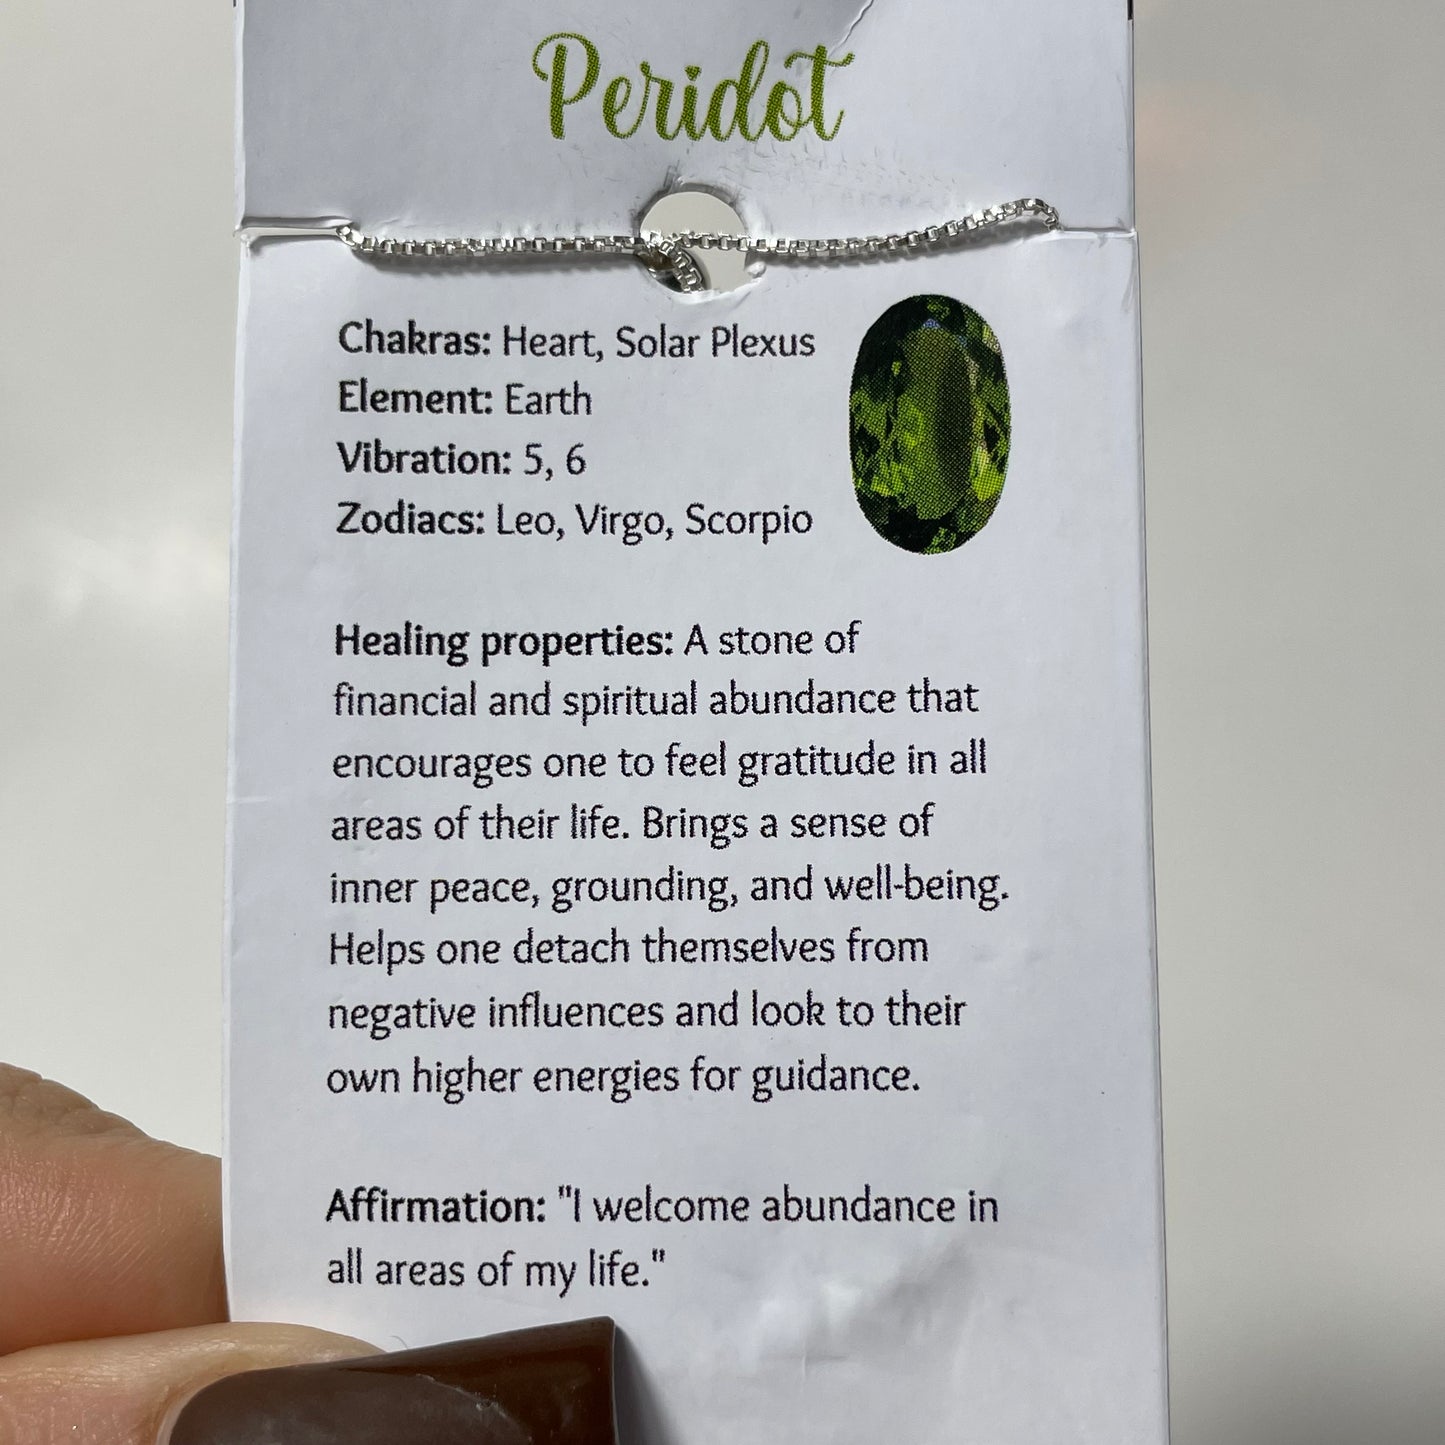 Peridot
Chakras: Heart, Solar Plexus
Element: Earth
Vibration: 5, 6
Zodiacs: Leo, Virgo, Scorpio
Healing properties: A stone of
financial and spiritual abundance that
encourages one to feel gratitude in all
areas of their life. Brings a sense of
inner peace, grounding, and well-being.
Helps one detach themselves from
negative influences and look to their
own higher energies for guidance.
Affirmation: "I welcome abundance in
all areas of my life."